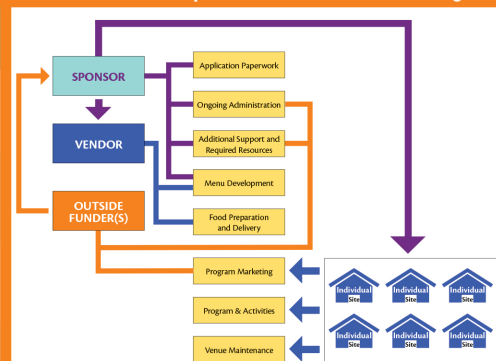 SPONSOR
VENDOR
OUTSIDE
FUNDER(S)
Application Paperwork
Ongoing Administration
Additional Support and
Required Resources
Menu Development
Food Preparation
and Delivery
Program Marketing
Program & Activities
Venue Maintenance
Individual
Site
Individual
Site
Individual
Site
Individual
Site
Individual
Site
Individual
Site